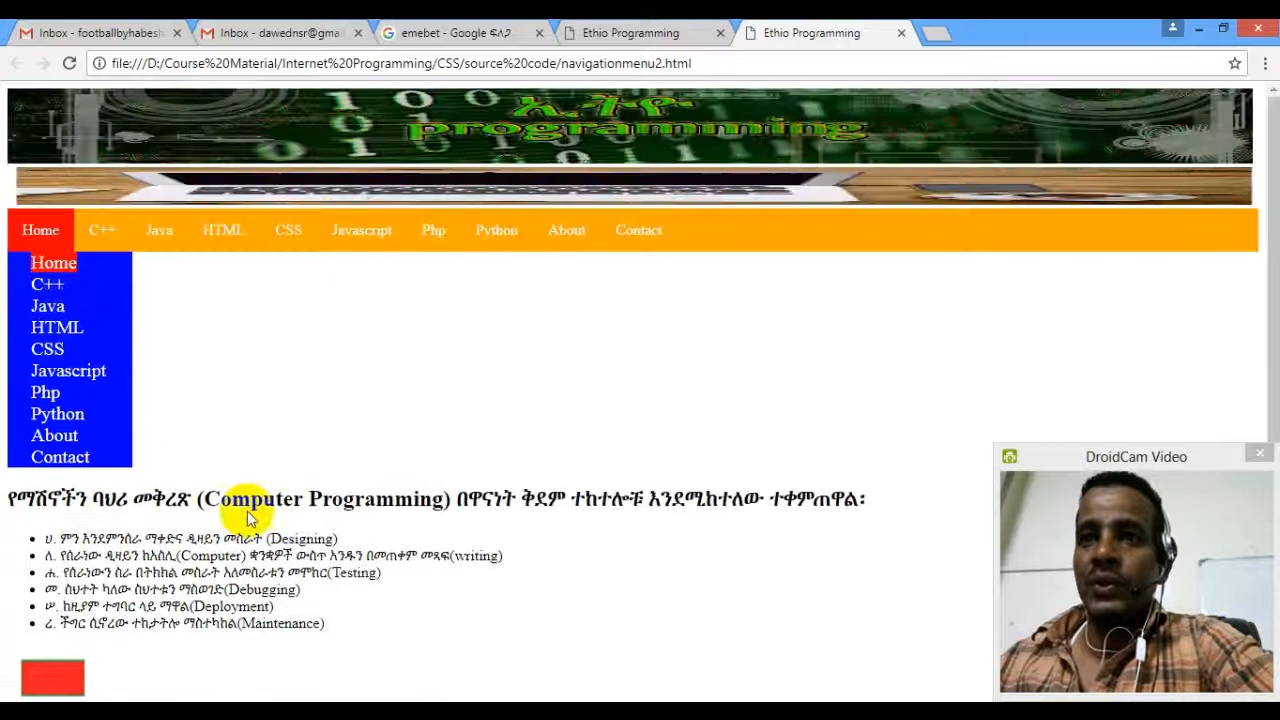 Inbox - footballbyhabesh
Inbox - dawednsr@gmai
emebet - Google ፍለጋ
Ethio Programming
Ethio Programming
file:///D:/Course%20Material/Internet%20Programming/CSS/source%20code/navigationmenu2.html
ኢትዮ
programming
Home C++ Java HTML CSS Javascript Php Python About Contact
Home
C++
Java
HTML
CSS
Javascript
Php
Python
About
Contact
DroidCam Video
የማሽኖችን ባህሪ መቅረጽ (Computer Programming) በዋናነት ቅደም ተከተሎቹ እንደሚከተለው ተቀምጠዋል፡
ሀ. ምን እንደምንሰራ ማቀድና ዲዛይን መስራት (Designing)
ለ. የሰራነው ዲዛይን ከአስሊ(Computer) ቋንቋዎች ውስጥ አንዱን በመጠቀም መጻፍ(writing)
ሐ. የሰራነውን ስራ በትክክል መስራት አለመስራቱን መሞከር(Testing)
መ. ስህተት ካለው ስህተቱን ማስወገድ(Debugging)
ሠ. ከዚያም ተግባር ላይ ማዋል(Deployment)
ረ. ችግር ሲኖረው ተከታትሎ ማስተካከል(Maintenance)